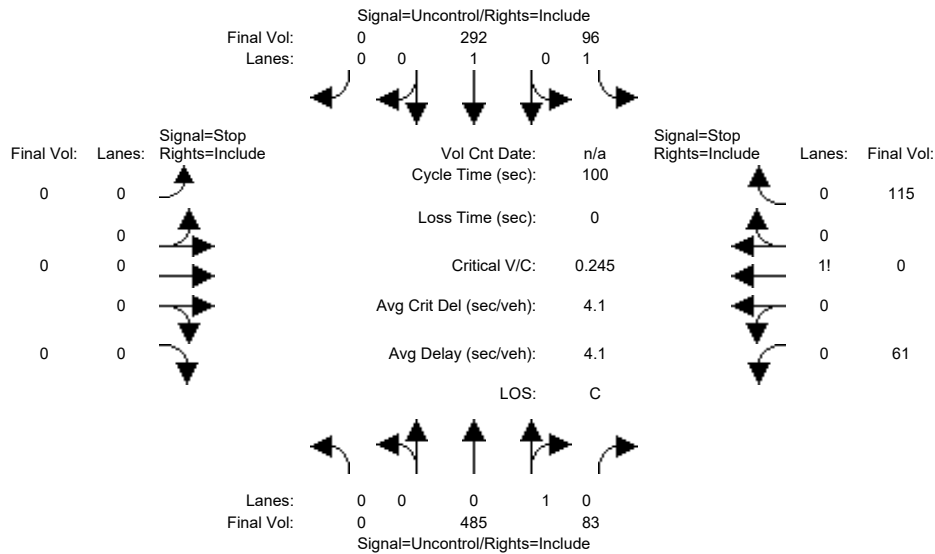 Signal=Uncontrol/Rights=Include
Final Vol: 0 292 96
Lanes: 0 0 1 0 1
Signal=Stop
Final Vol: Lanes: Rights=Include
Vol Cnt Date: n/a
Signal=Stop
Rights=Include Lanes: Final Vol:
Cycle Time (sec): 100
0 0
0 115
Loss Time (sec): 0
0
0
0 0
Critical V/C: 0.245
1! 0
0
Avg Crit Del (sec/veh): 4.1
0
0 0
Avg Delay (sec/veh): 4.1
0 61
LOS: C
Lanes: 0 0 0 1 0
Final Vol: 0 485 83
Signal=Uncontrol/Rights=Include